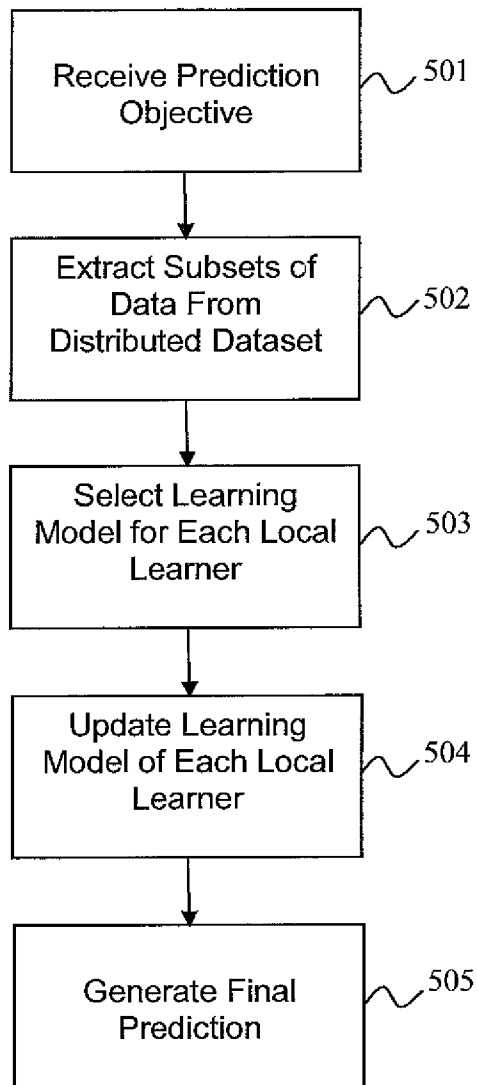 Receive Prediction
Objective
501
Extract Subsets of
Data From
Distributed Dataset
502
Select Learning
Model for Each Local
Learner
503
Update Learning
Model of Each Local
Learner
504
Generate Final
Prediction
505